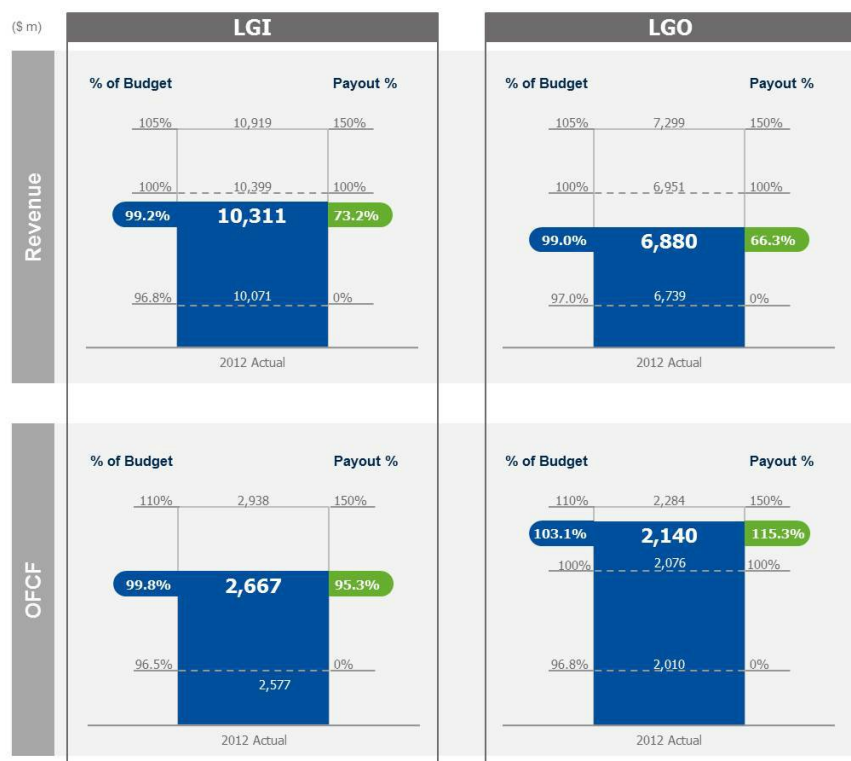 ($ m)
LGI
LGO
Revenue
% of Budget
Payout %
105%
10,919
150%
100%
10,399
100%
99.2%
10,311
73.2%
96.8%
10,071
0%
2012 Actual
% of Budget
Payout %
105%
7,299
150%
100%
6,951
100%
99.0%
6,880
66.3%
97.0%
6,739
0%
2012 Actual
OFCF
% of Budget
Payout %
110%
2,938
150%
99.8%
2,667
95.3%
96.5%
0%
2,577
2012 Actual
% of Budget
Payout %
110%
2,284
150%
103.1%
2,140
115.3%
100%
2,076
100%
96.8%
2,010
0%
2012 Actual